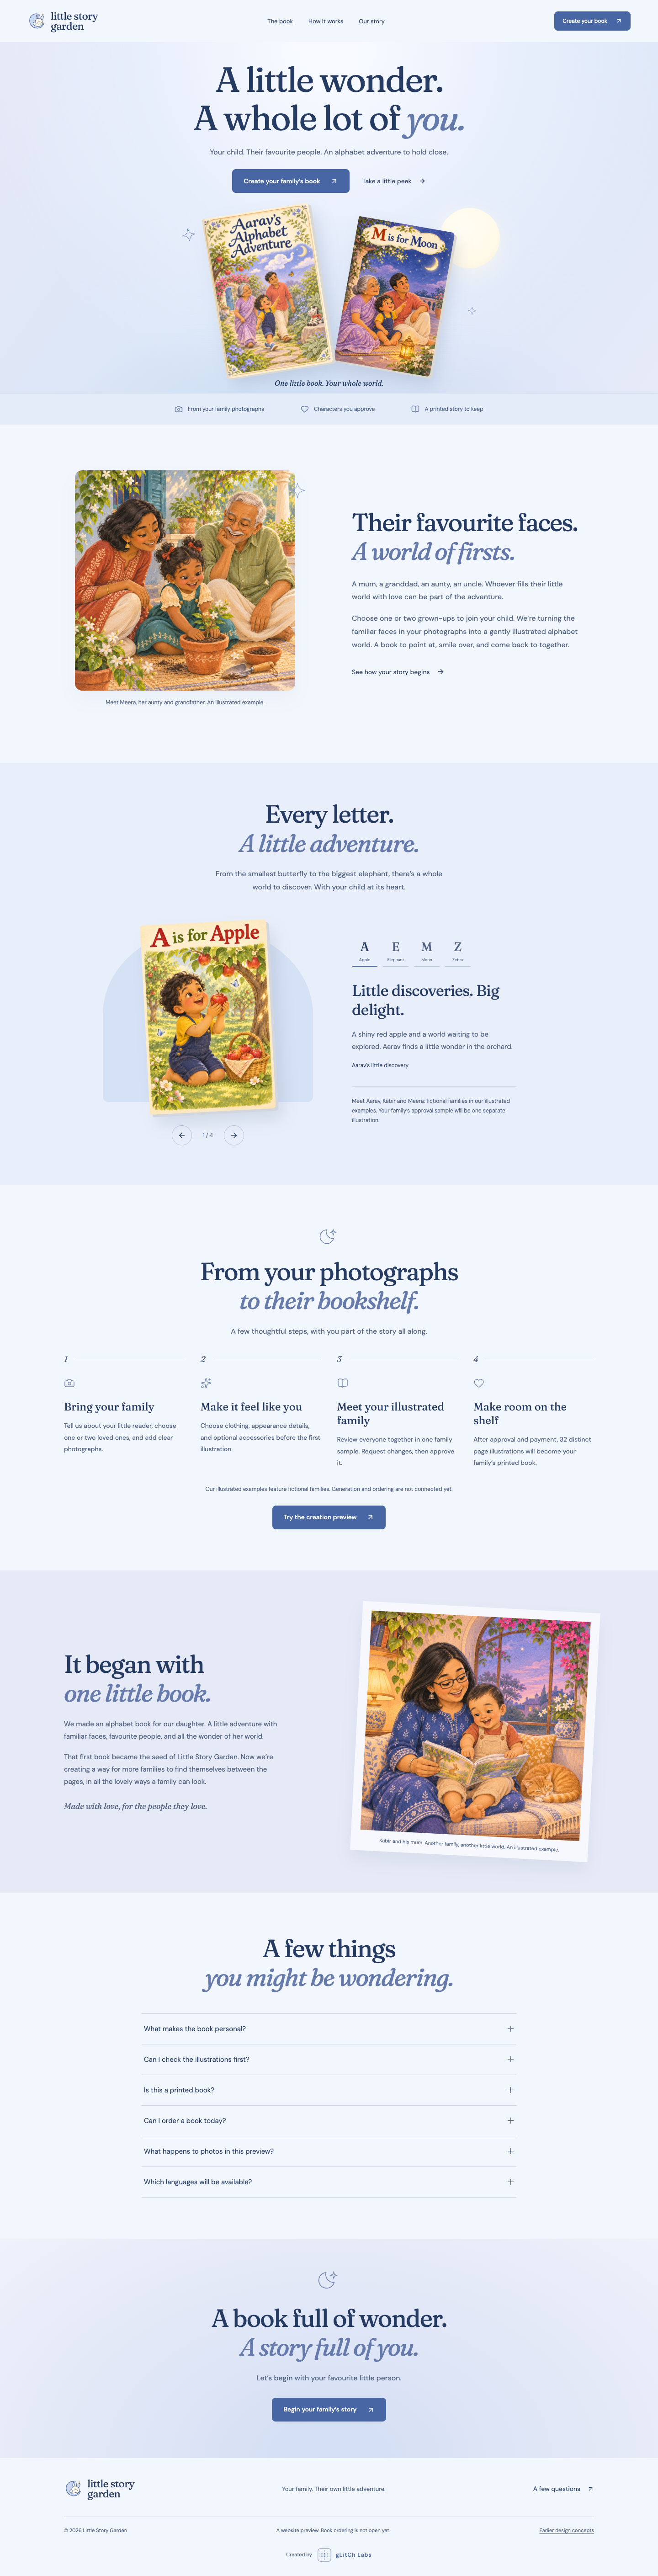 little story
garden
The book
How it works
Our story
Create your book
A little wonder.
A whole lot of you.
Your child. Their favourite people. An alphabet adventure to hold close.
Create your family's book
Take a little peek
Aarav's
Alphabet
Adventure
M is for Moon
One little book. Your whole world.
From your family photographs
Characters you approve
A printed story to keep
Their favourite faces.
A world of firsts.
A mum, a granddad, an aunty, an uncle. Whoever fills their little
world with love can be part of the adventure.
Choose one or two grown-ups to join your child. We're turning the
familiar faces in your photographs into a gently illustrated alphabet
world. A book to point at, smile over, and come back to together.
See how your story begins
Meet Meera, her aunty and grandfather. An illustrated example.
Every letter.
A little adventure.
From the smallest butterfly to the biggest elephant, there's a whole
world to discover. With your child at its heart.
A is for Apple
1 / 4
A
Apple
E
Elephant
M
Moon
Z
Zebra
Little discoveries. Big
delight.
A shiny red apple and a world waiting to be
explored. Aarav finds a little wonder in the orchard.
Aarav's little discovery
Meet Aarav, Kabir and Meera: fictional families in our illustrated
examples. Your family's approval sample will be one separate
illustration.
From your photographs
to their bookshelf.
A few thoughtful steps, with you part of the story all along.
1
Bring your family
Tell us about your little reader, choose
one or two loved ones, and add clear
photographs.
2
Make it feel like you
Choose clothing, appearance details,
and optional accessories before the first
illustration.
3
Meet your illustrated
family
Review everyone together in one family
sample. Request changes, then approve
it.
4
Make room on the
shelf
After approval and payment, 32 distinct
page illustrations will become your
family's printed book.
Our illustrated examples feature fictional families. Generation and ordering are not connected yet.
Try the creation preview
It began with
one little book.
We made an alphabet book for our daughter. A little adventure with
familiar faces, favourite people, and all the wonder of her world.
That first book became the seed of Little Story Garden. Now we're
creating a way for more families to find themselves between the
pages, in all the lovely ways a family can look.
Made with love, for the people they love.
Kabir and his mum. Another family, another little world. An illustrated example.
A few things
you might be wondering.
What makes the book personal?
Can I check the illustrations first?
Is this a printed book?
Can I order a book today?
What happens to photos in this preview?
Which languages will be available?
A book full of wonder.
A story full of you.
Let's begin with your favourite little person.
Begin your family's story
little story
garden
Your family. Their own little adventure.
A few questions
© 2026 Little Story Garden
A website preview. Book ordering is not open yet.
Earlier design concepts
Created by
gLitCh Labs